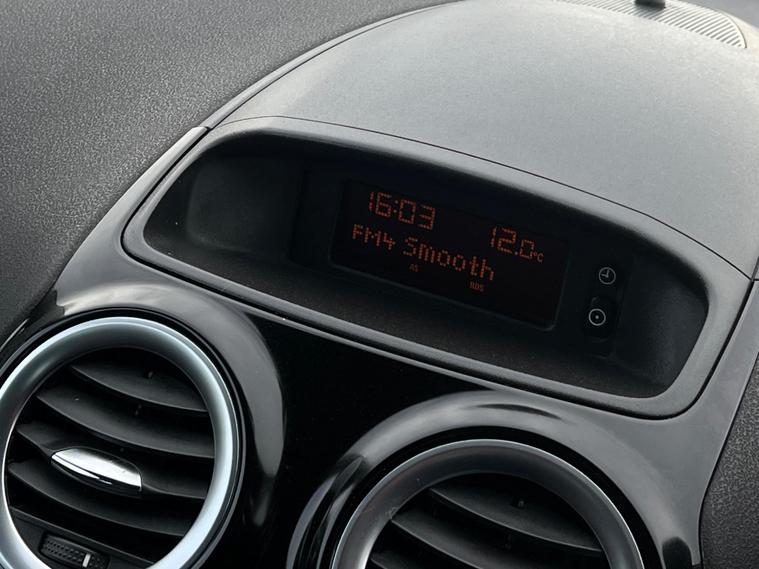 16:03 12.0°C
FM4 Smooth
AS RDS